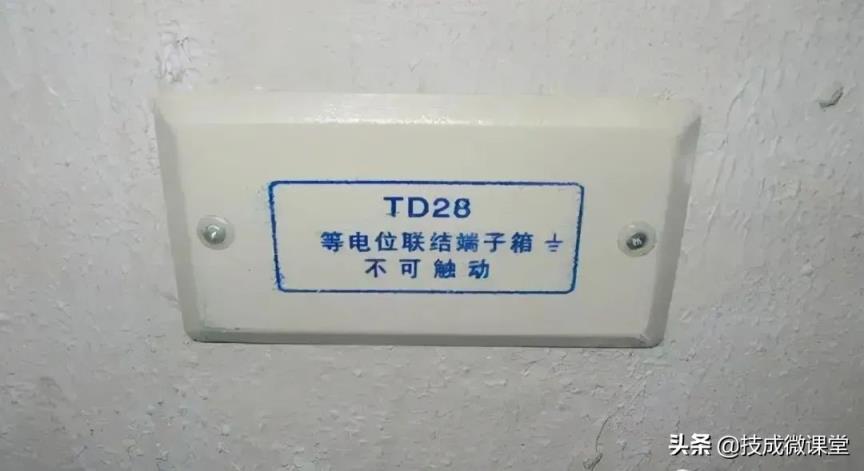 TD28
等电位联结端子箱⏚
不可触动
头条 @技成微课堂